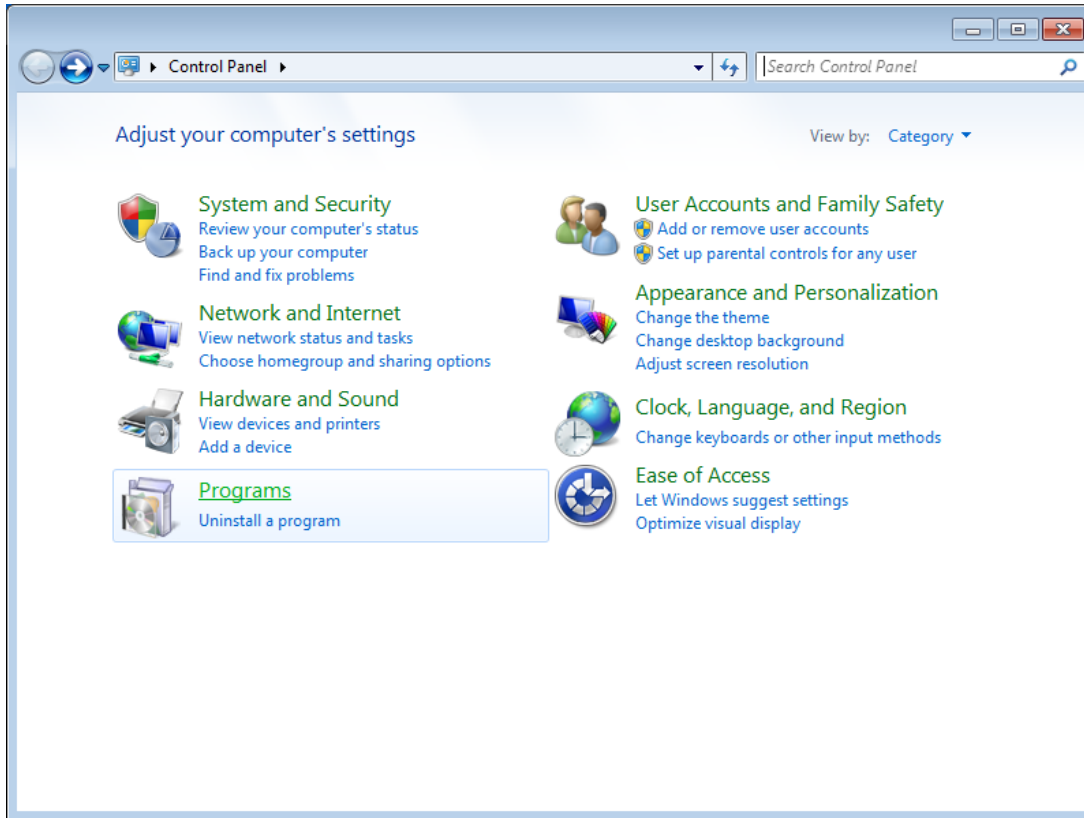 Control Panel
Search Control Panel
Adjust your computer's settings
View by: Category
System and Security
Review your computer's status
Back up your computer
Find and fix problems
Network and Internet
View network status and tasks
Choose homegroup and sharing options
Hardware and Sound
View devices and printers
Add a device
Programs
Uninstall a program
User Accounts and Family Safety
Add or remove user accounts
Set up parental controls for any user
Appearance and Personalization
Change the theme
Change desktop background
Adjust screen resolution
Clock, Language, and Region
Change keyboards or other input methods
Ease of Access
Let Windows suggest settings
Optimize visual display